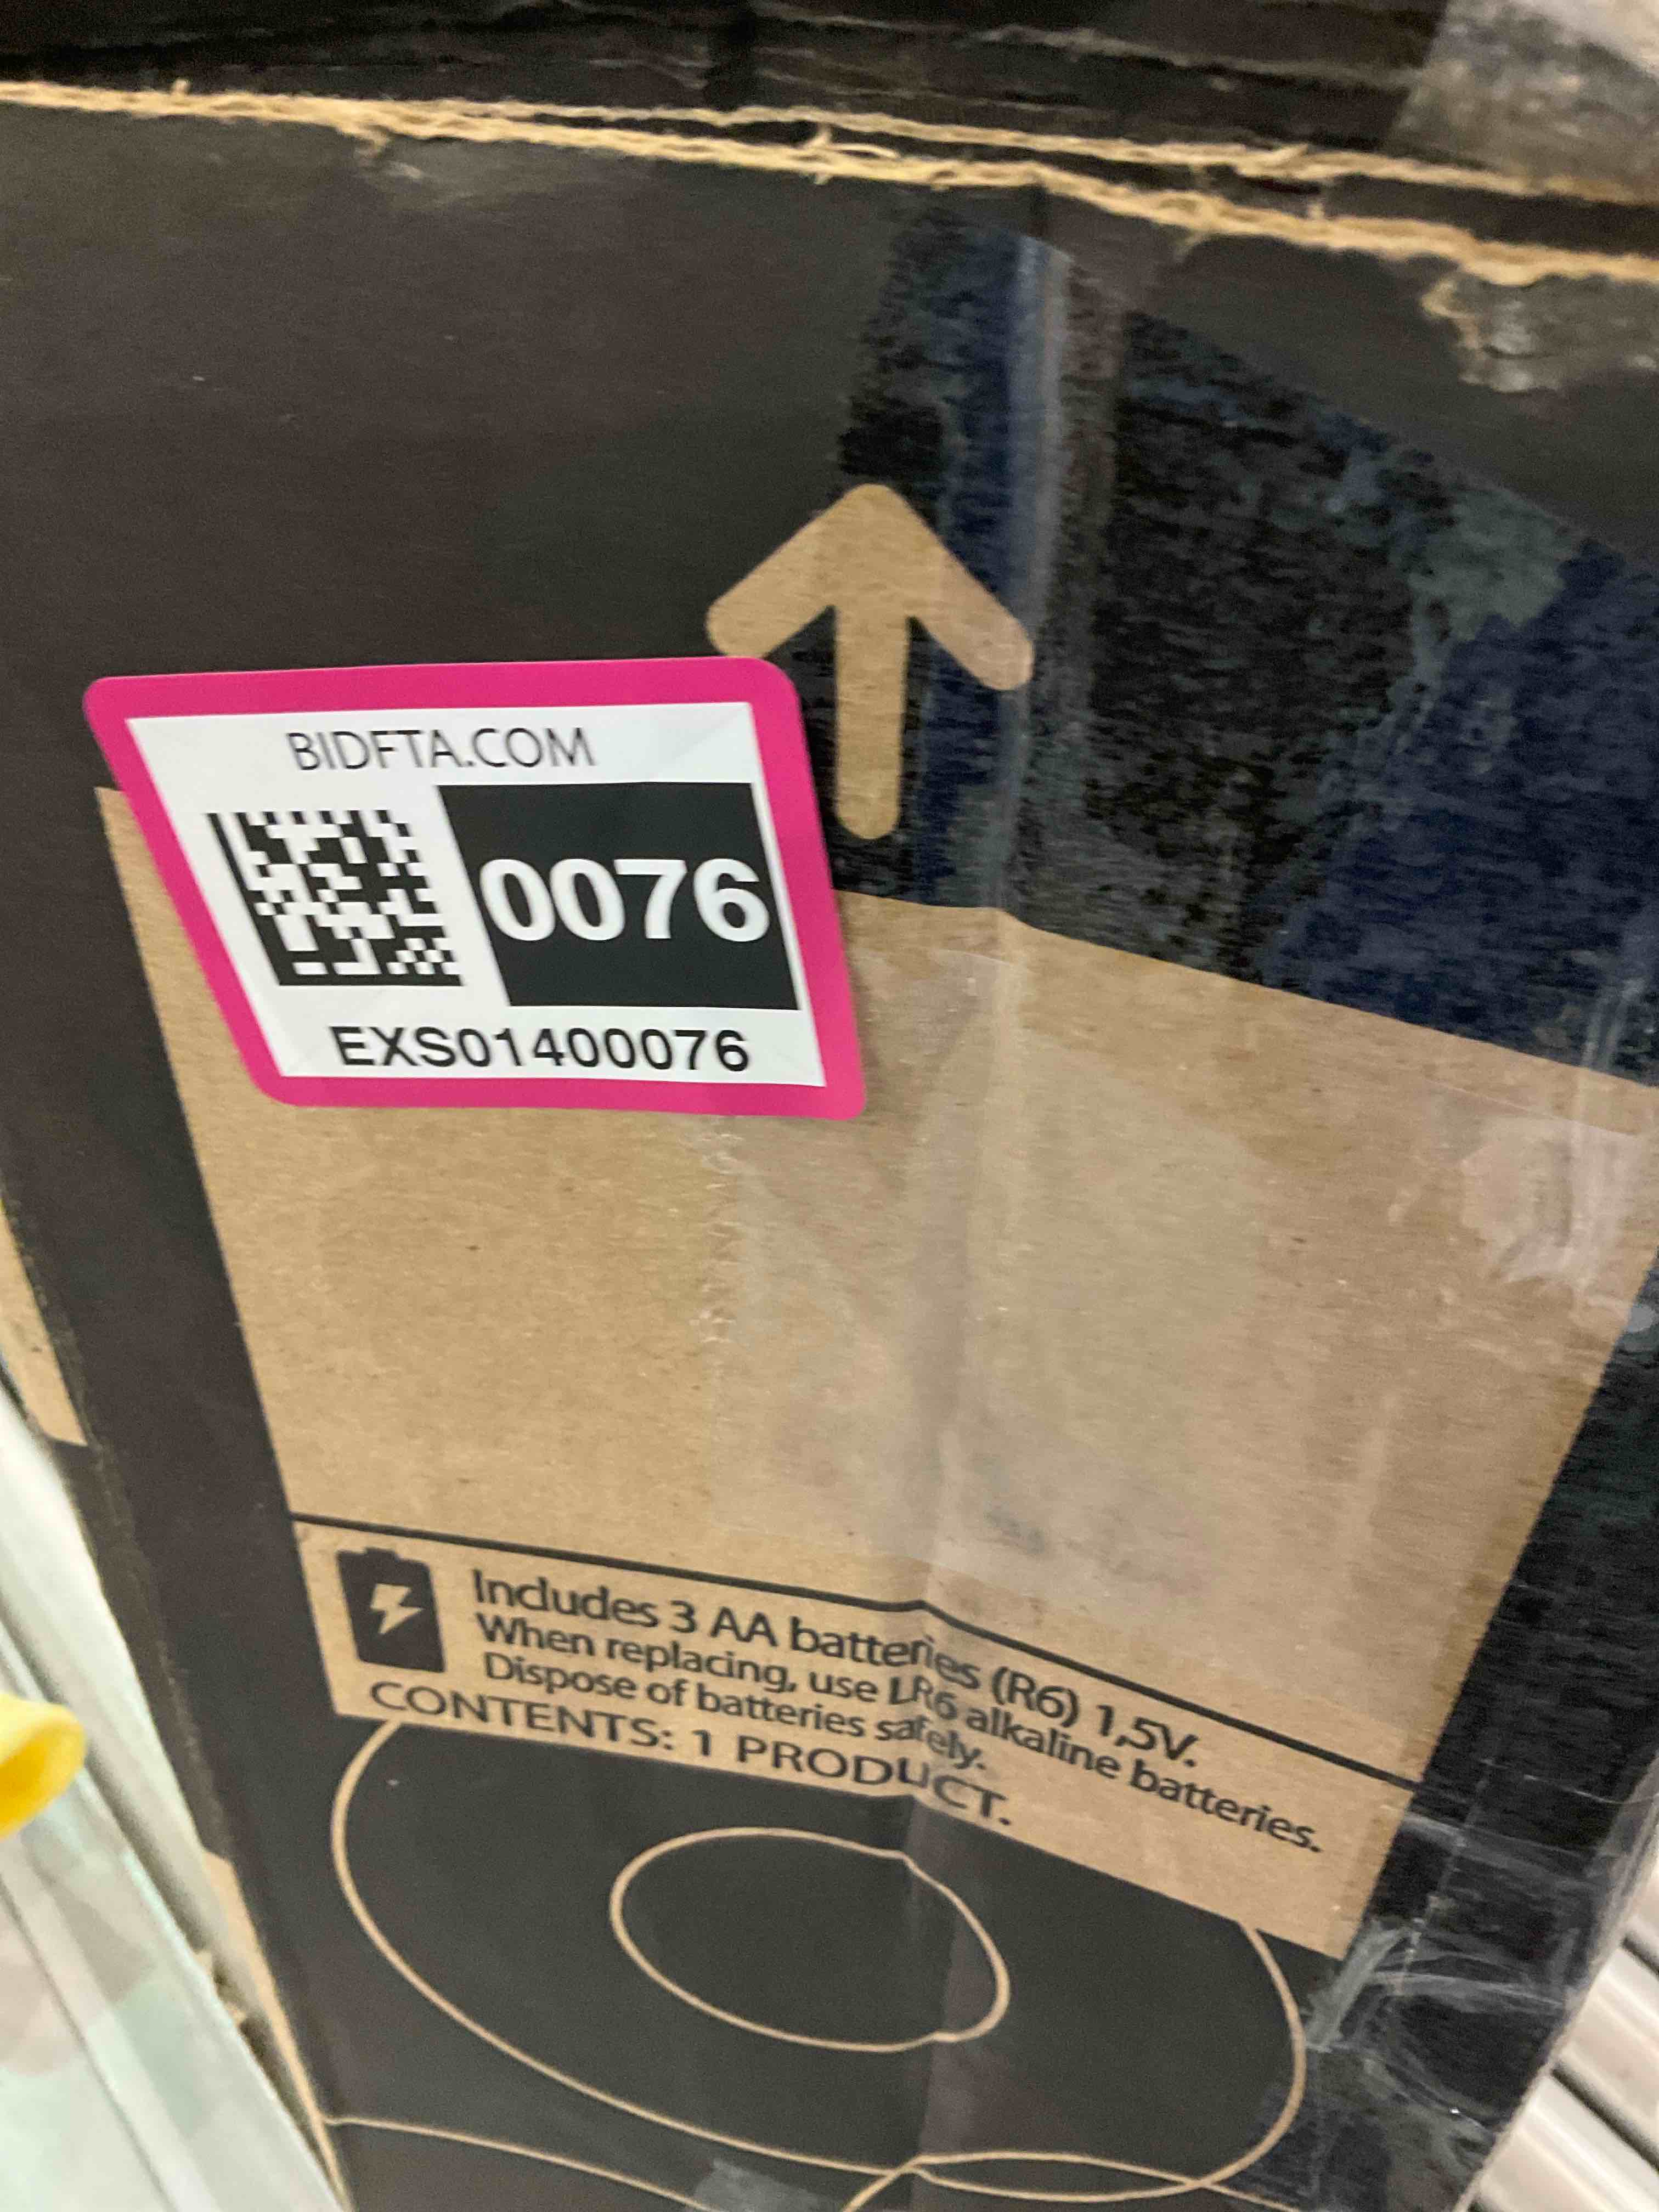 BIDFTA.COM
0076
EXS01400076
Includes 3 AA batteries (R6) 1,5V.
When replacing, use LR6 alkaline batteries.
Dispose of batteries safely.
CONTENTS: 1 PRODUCT.